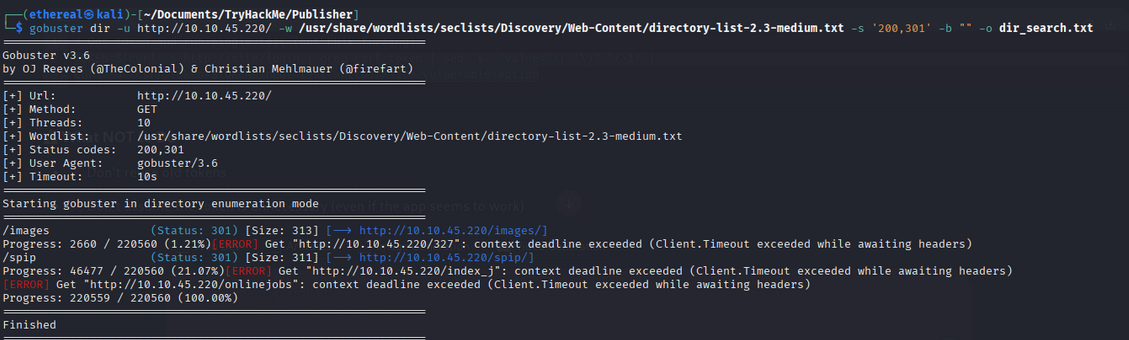 ┌──(ethereal㉿kali)-[~/Documents/TryHackMe/Publisher]
└─$ gobuster dir -u http://10.10.45.220/ -w /usr/share/wordlists/seclists/Discovery/Web-Content/directory-list-2.3-medium.txt -s '200,301' -b "" -o dir_search.txt
===============================================================
Gobuster v3.6
by OJ Reeves (@TheColonial) & Christian Mehlmauer (@firefart)
===============================================================
[+] Url:            http://10.10.45.220/
[+] Method:         GET
[+] Threads:        10
[+] Wordlist:       /usr/share/wordlists/seclists/Discovery/Web-Content/directory-list-2.3-medium.txt
[+] Status codes:   200,301
[+] User Agent:     gobuster/3.6
[+] Timeout:        10s
===============================================================
Starting gobuster in directory enumeration mode
===============================================================
/images               (Status: 301) [Size: 313] [--> http://10.10.45.220/images/]
Progress: 2660 / 220560 (1.21%)[ERROR] Get "http://10.10.45.220/327": context deadline exceeded (Client.Timeout exceeded while awaiting headers)
/spip                 (Status: 301) [Size: 311] [--> http://10.10.45.220/spip/]
Progress: 46477 / 220560 (21.07%)[ERROR] Get "http://10.10.45.220/index_j": context deadline exceeded (Client.Timeout exceeded while awaiting headers)
[ERROR] Get "http://10.10.45.220/onlinejobs": context deadline exceeded (Client.Timeout exceeded while awaiting headers)
Progress: 220559 / 220560 (100.00%)
===============================================================
Finished
===============================================================